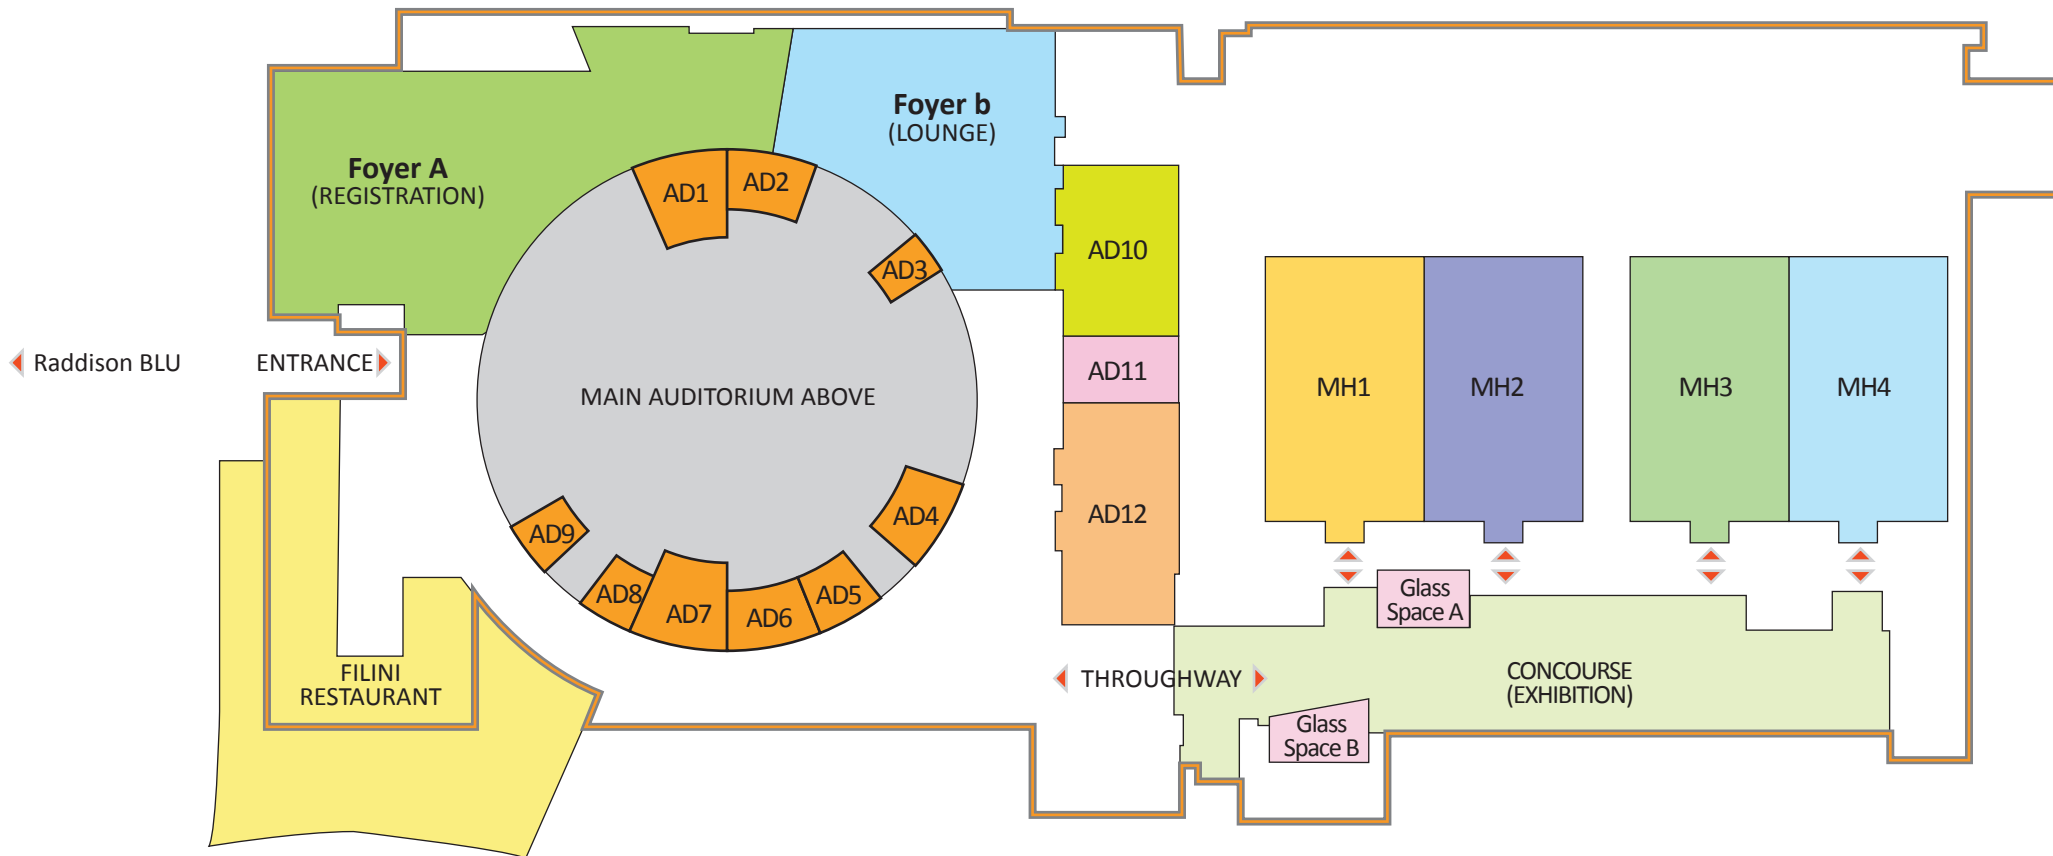 Foyer A
(REGISTRATION)
Foyer b
(LOUNGE)
AD1
AD2
AD3
AD10
Raddison BLU
ENTRANCE
MAIN AUDITORIUM ABOVE
AD11
MH1
MH2
MH3
MH4
AD4
AD12
AD9
AD8
AD7
AD6
AD5
Glass
Space A
FILINI
RESTAURANT
THROUGHWAY
CONCOURSE
(EXHIBITION)
Glass
Space B